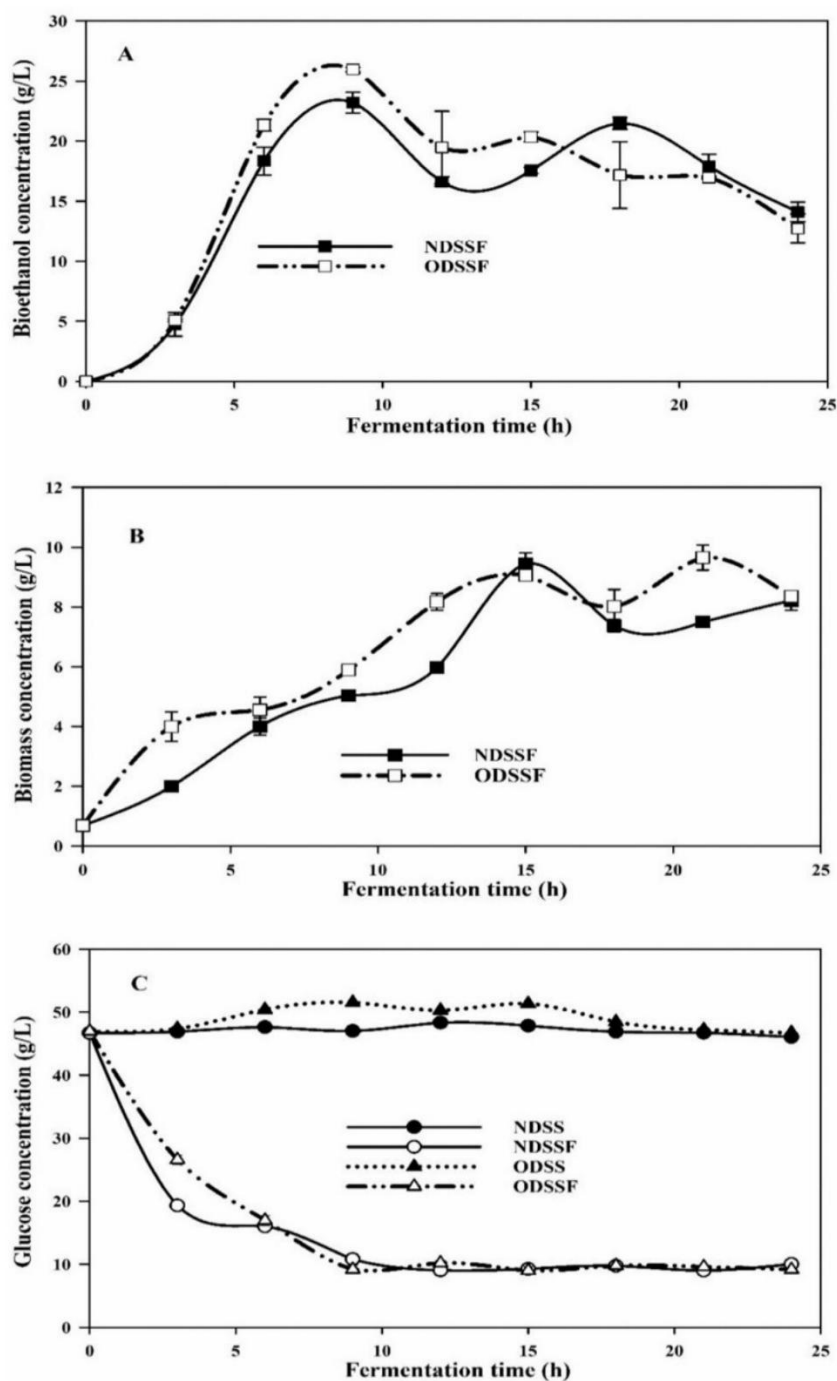 A
Bioethanol concentration (g/L)
30
25
20
15
10
5
0
NDSSF
ODSSF
0 5 10 15 20 25
Fermentation time (h)
B
Biomass concentration (g/L)
12
10
8
6
4
2
0
NDSSF
ODSSF
0 5 10 15 20 25
Fermentation time (h)
C
Glucose concentration (g/L)
60
50
40
30
20
10
0
NDSS
NDSSF
ODSS
ODSSF
0 5 10 15 20 25
Fermentation time (h)